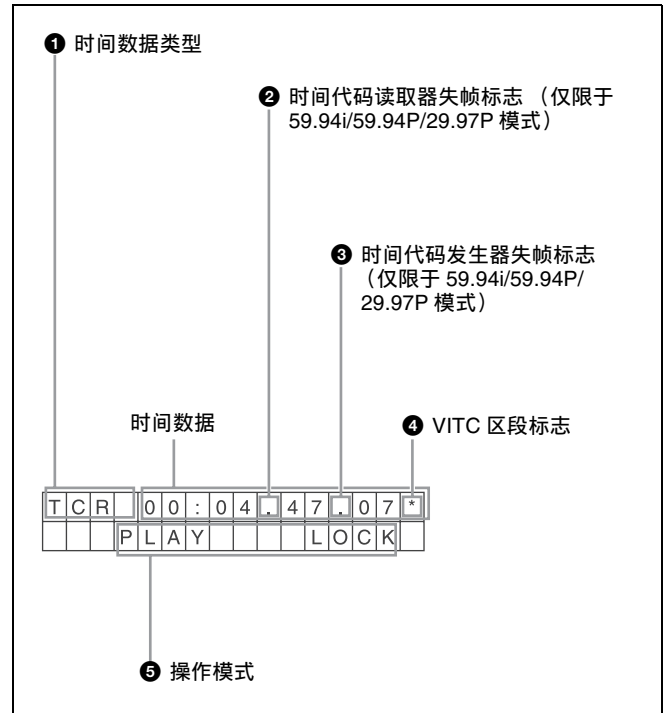 ❶ 时间数据类型
❷ 时间代码读取器失帧标志 （仅限于
59.94i/59.94P/29.97P 模式）
❸ 时间代码发生器失帧标志
（仅限于 59.94i/59.94P/
29.97P 模式）
时间数据
❹ VITC 区段标志
TCR 00:04.47.07*
PLAY LOCK
❺ 操作模式